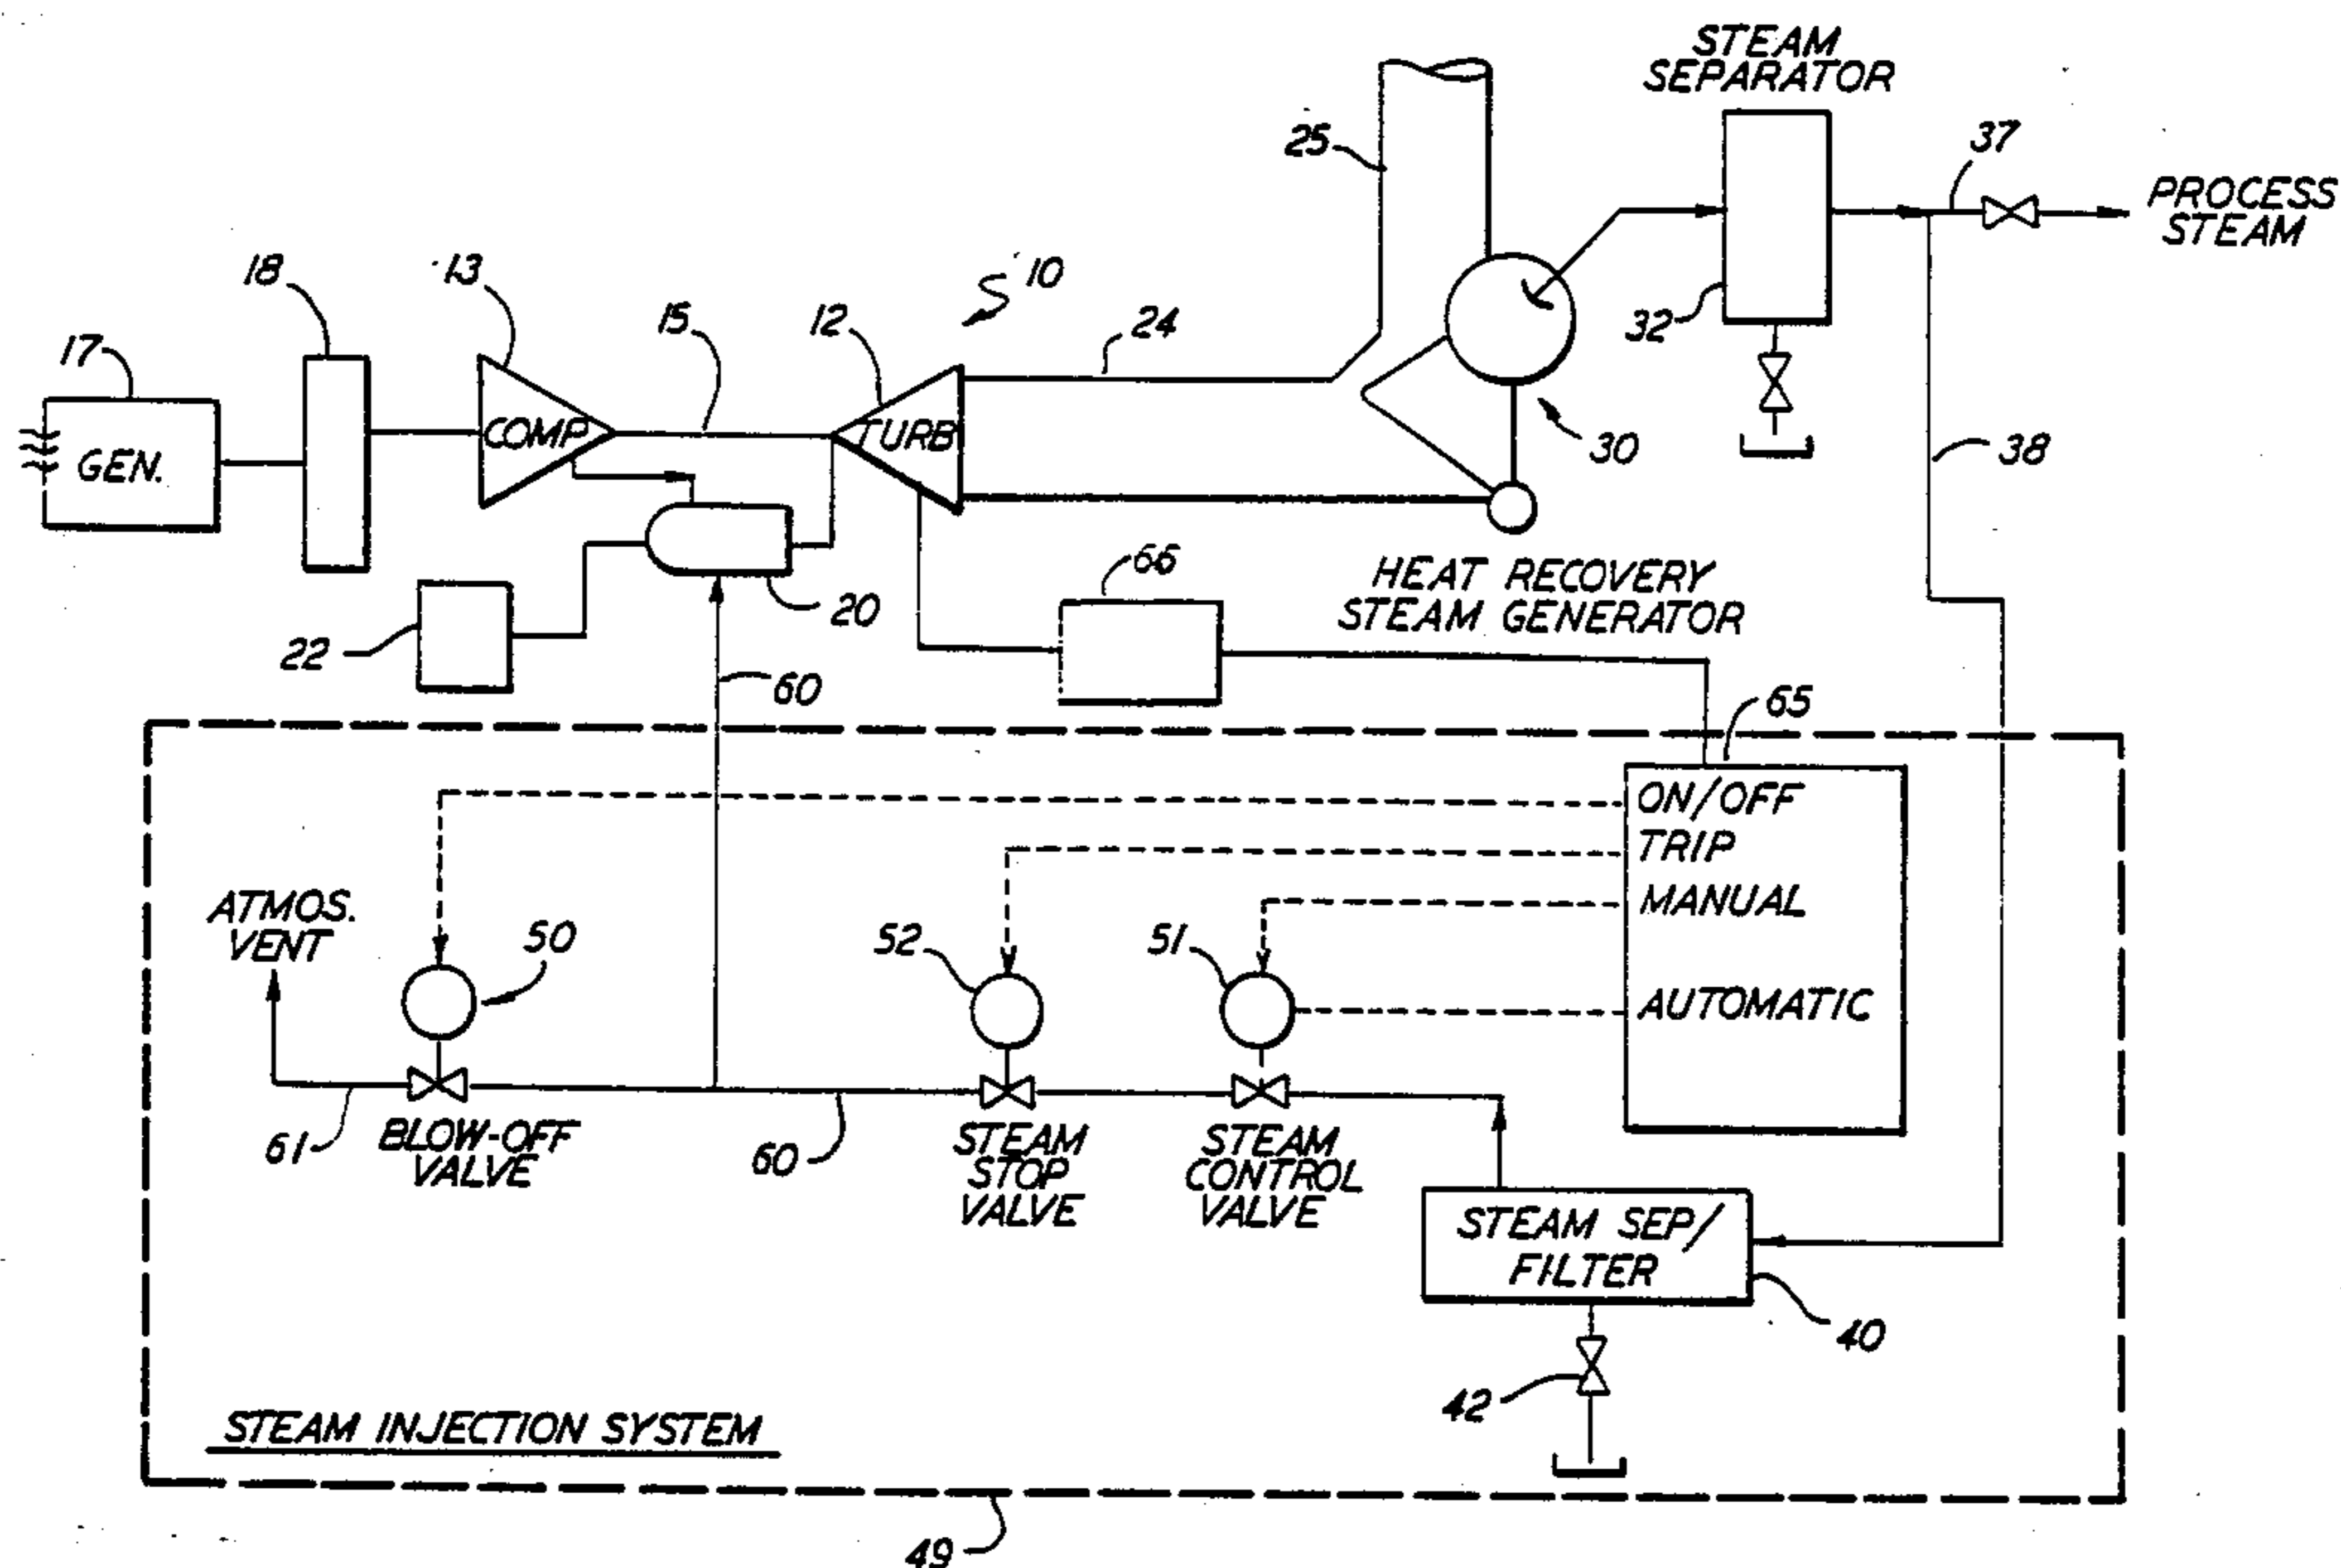 STEAM
SEPARATOR
25
37
PROCESS
STEAM
18
13
10
15
12
24
32
17
COMP
TURB
30
38
GEN.
66
HEAT RECOVERY
STEAM GENERATOR
20
22
60
65
ON/OFF
TRIP
MANUAL
AUTOMATIC
ATMOS.
VENT
50
52
51
61
BLOW-OFF
VALVE
60
STEAM
STOP
VALVE
STEAM
CONTROL
VALVE
STEAM SEP/
FILTER
40
42
STEAM INJECTION SYSTEM
49